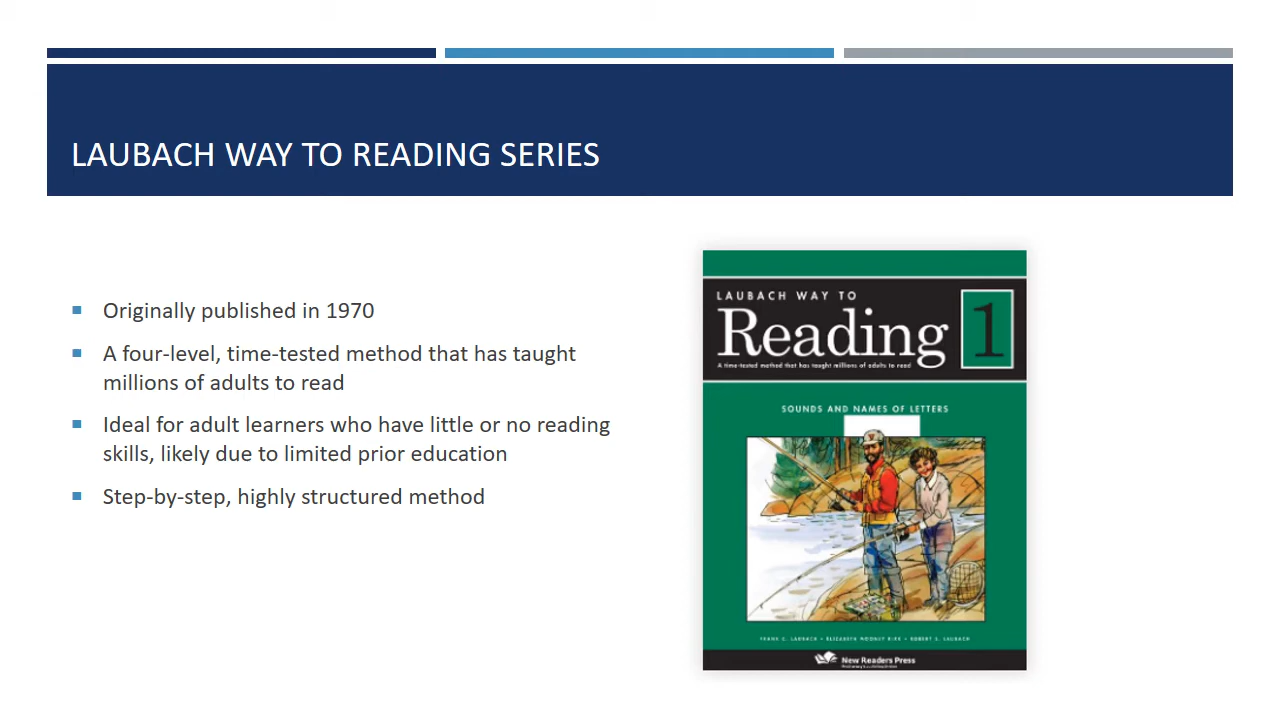 LAUBACH WAY TO READING SERIES
Originally published in 1970
A four-level, time-tested method that has taught
millions of adults to read
Ideal for adult learners who have little or no reading
skills, likely due to limited prior education
Step-by-step, highly structured method
LAUBACH WAY TO
Reading 1
A time-tested method that has taught millions of adults to read
SOUNDS AND NAMES OF LETTERS
FRANK C. LAUBACH • ELIZABETH MOONEY KIRK • ROBERT S. LAUBACH
New Readers Press